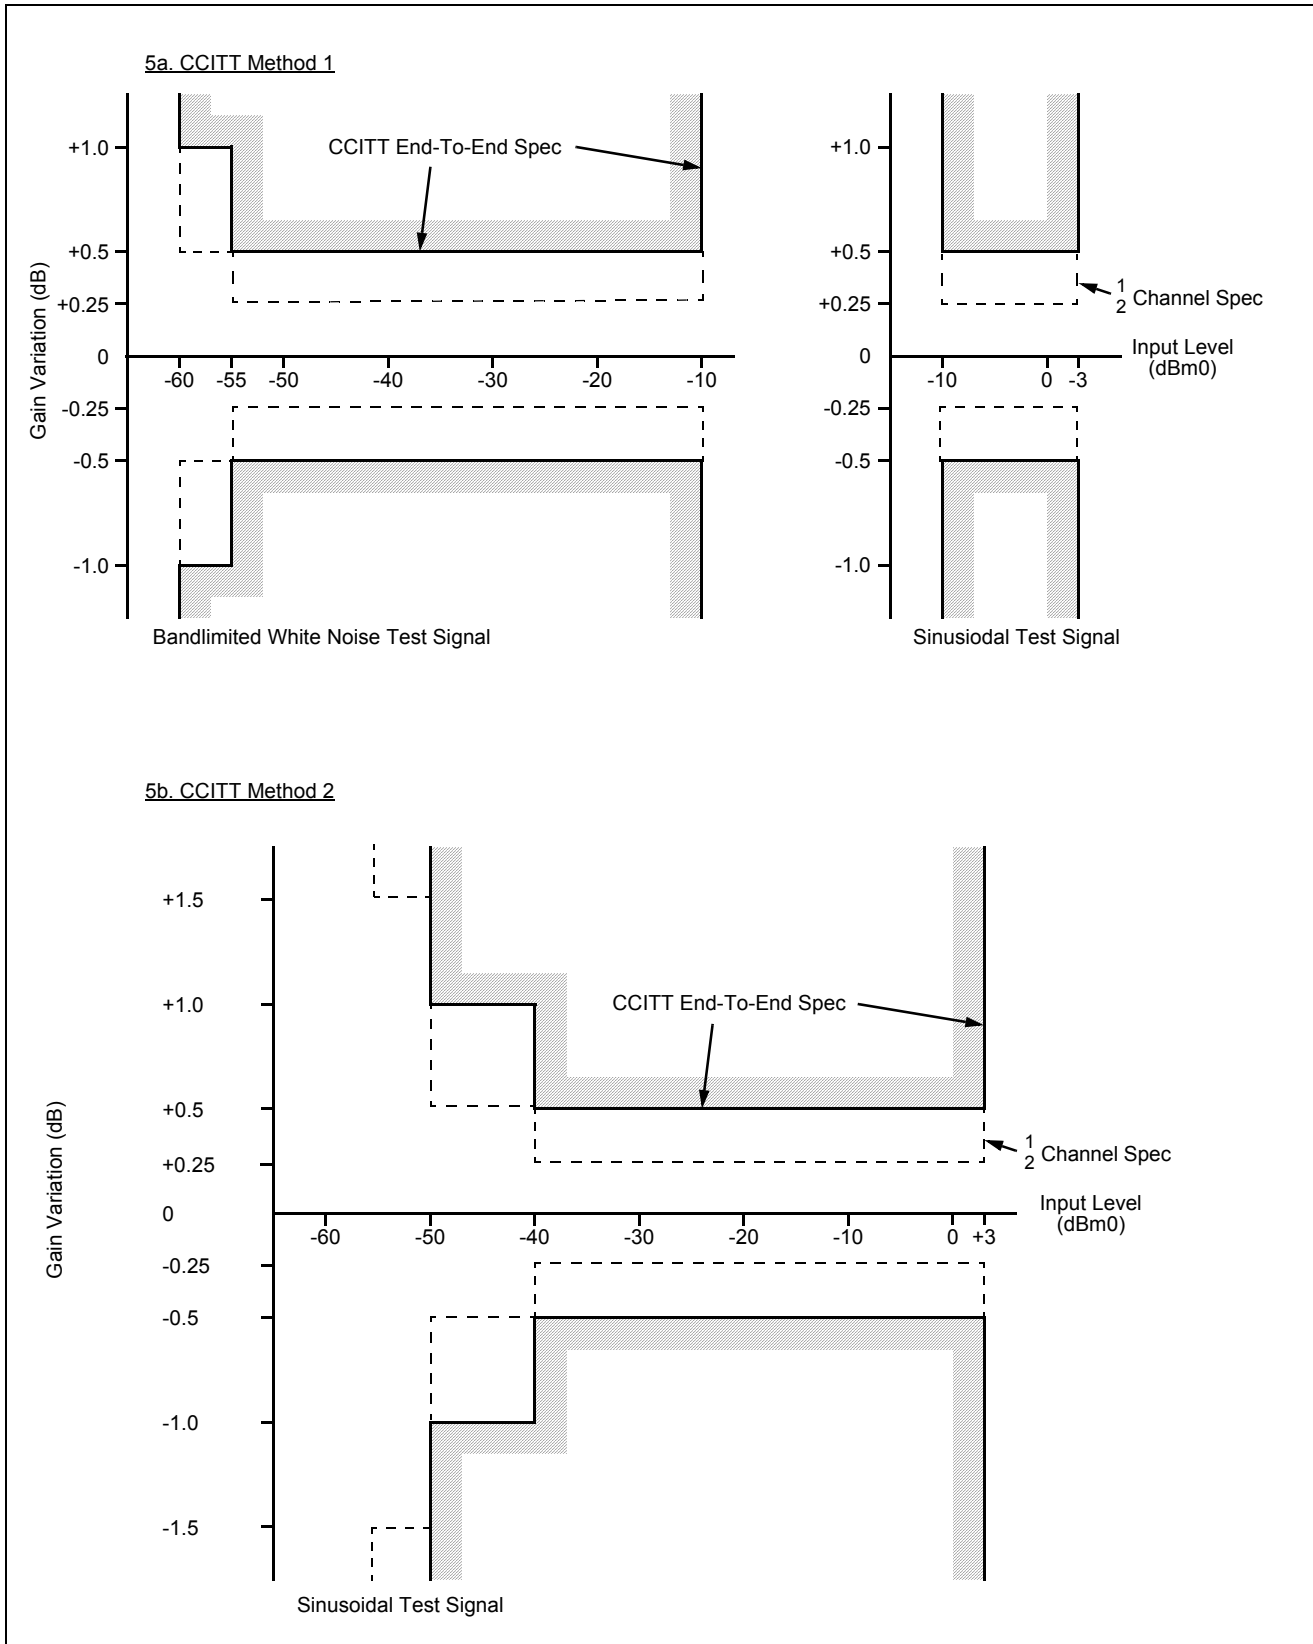 5a. CCITT Method 1
CCITT End-To-End Spec
+1.0
+0.5
+0.25
0
-0.25
-0.5
-1.0
Gain Variation (dB)
-60 -55 -50 -40 -30 -20 -10
Bandlimited White Noise Test Signal
+1.0
+0.5
+0.25
0
-0.25
-0.5
-1.0
1
2 Channel Spec
Input Level
(dBm0)
-10 0 -3
Sinusiodal Test Signal
5b. CCITT Method 2
+1.5
+1.0
+0.5
+0.25
0
-0.25
-0.5
-1.0
-1.5
Gain Variation (dB)
CCITT End-To-End Spec
1
2 Channel Spec
Input Level
(dBm0)
-60 -50 -40 -30 -20 -10 0 +3
Sinusoidal Test Signal